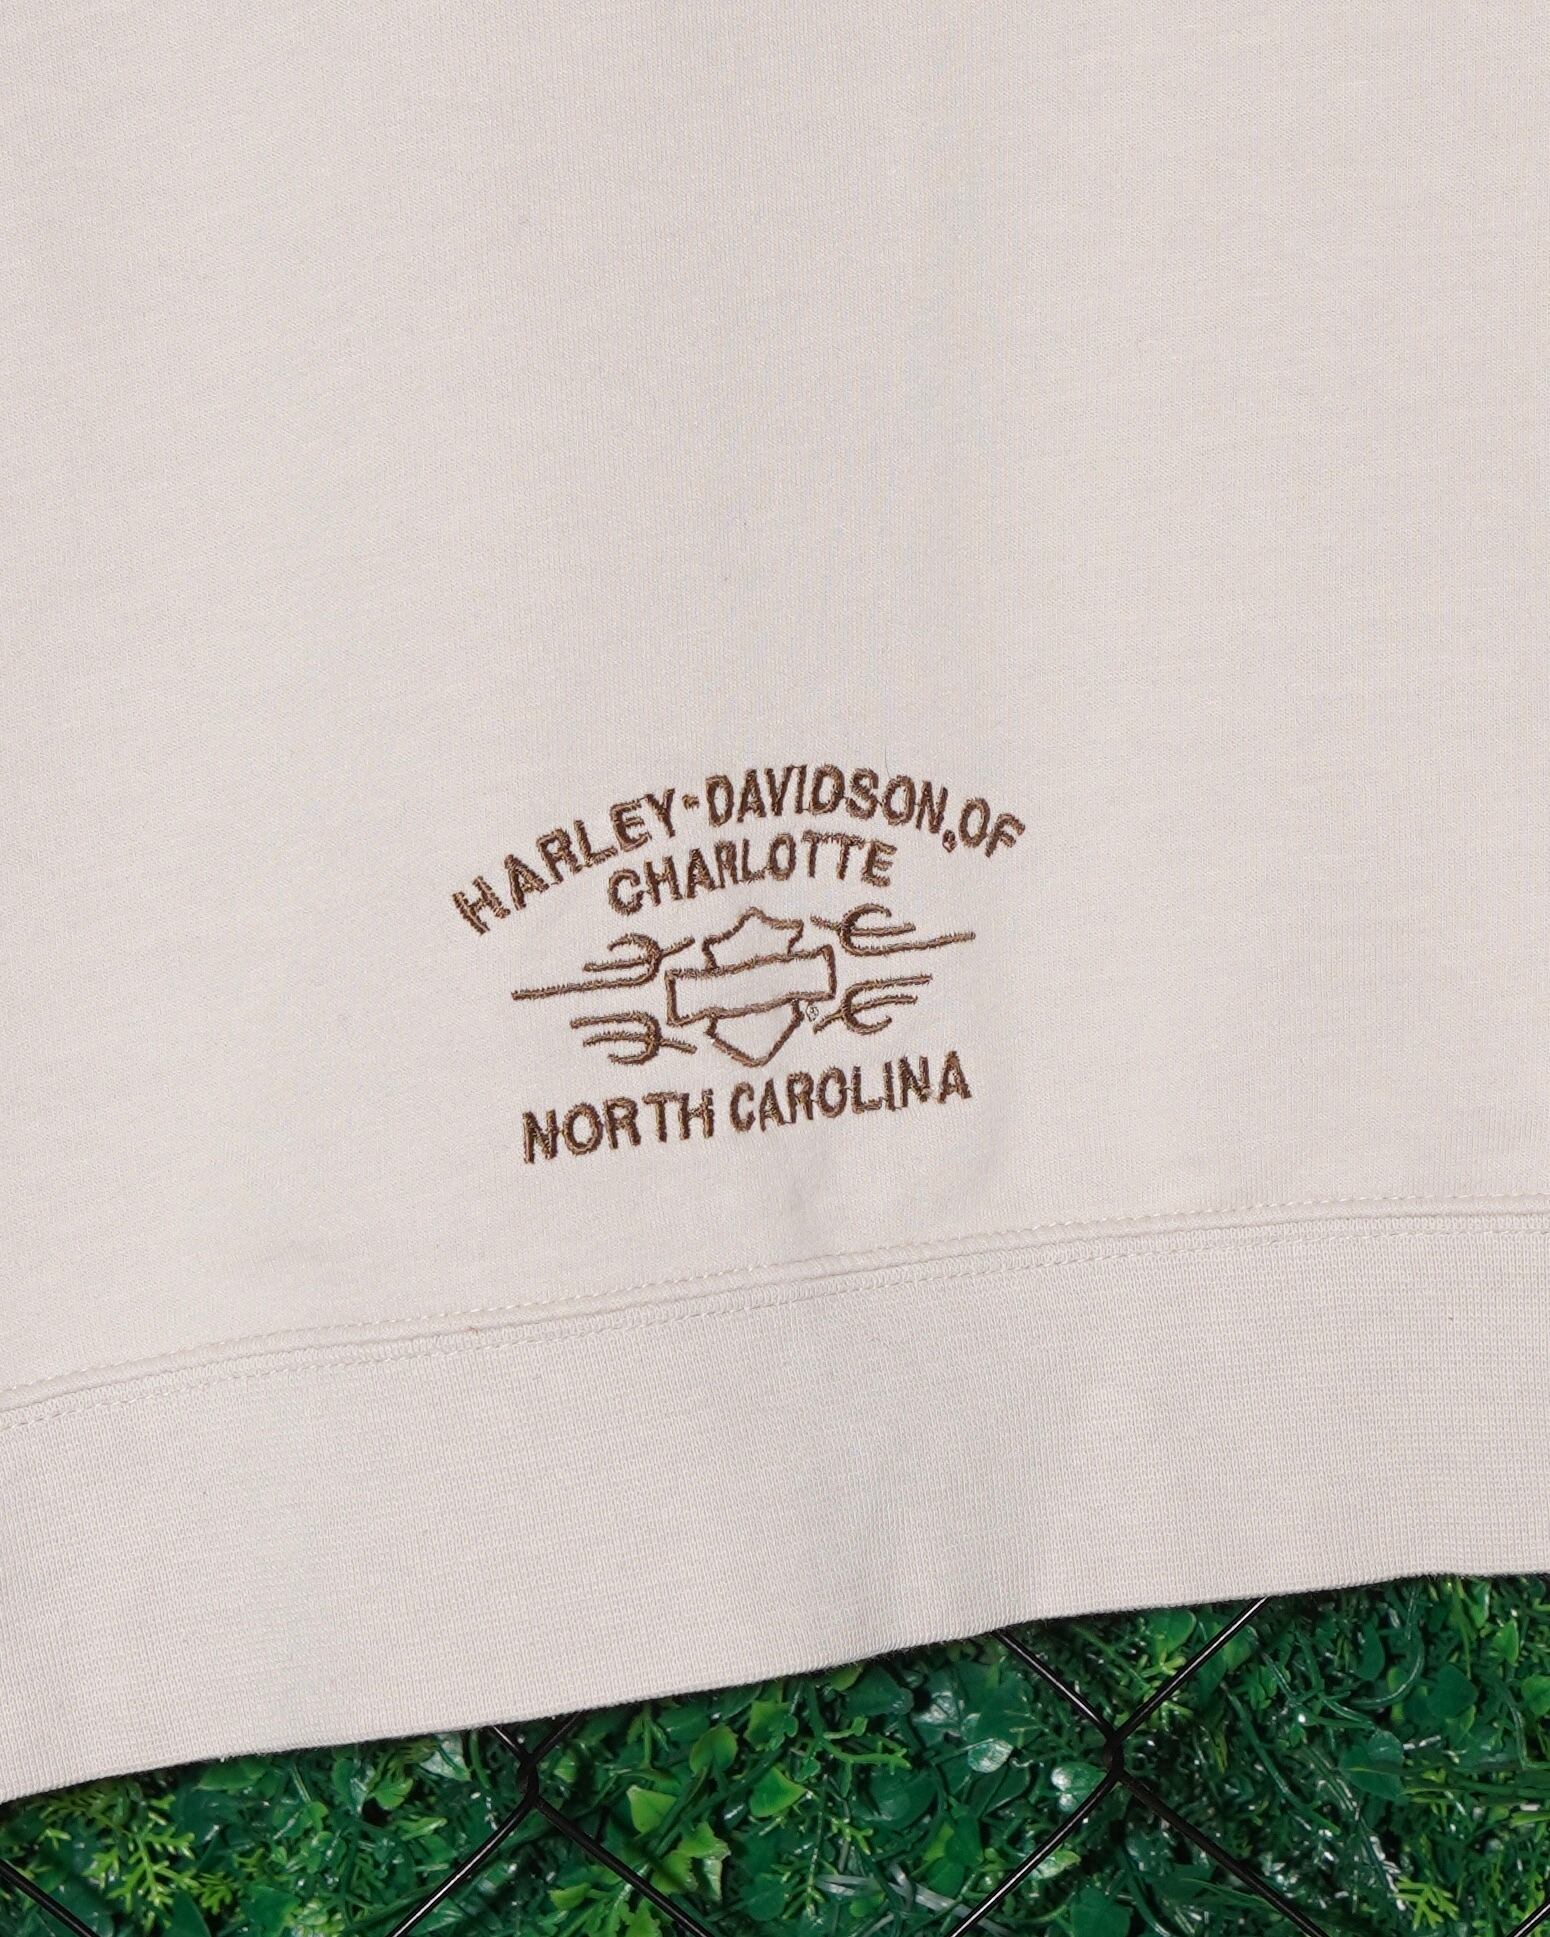 HARLEY-DAVIDSON® OF
CHARLOTTE
®
NORTH CAROLINA